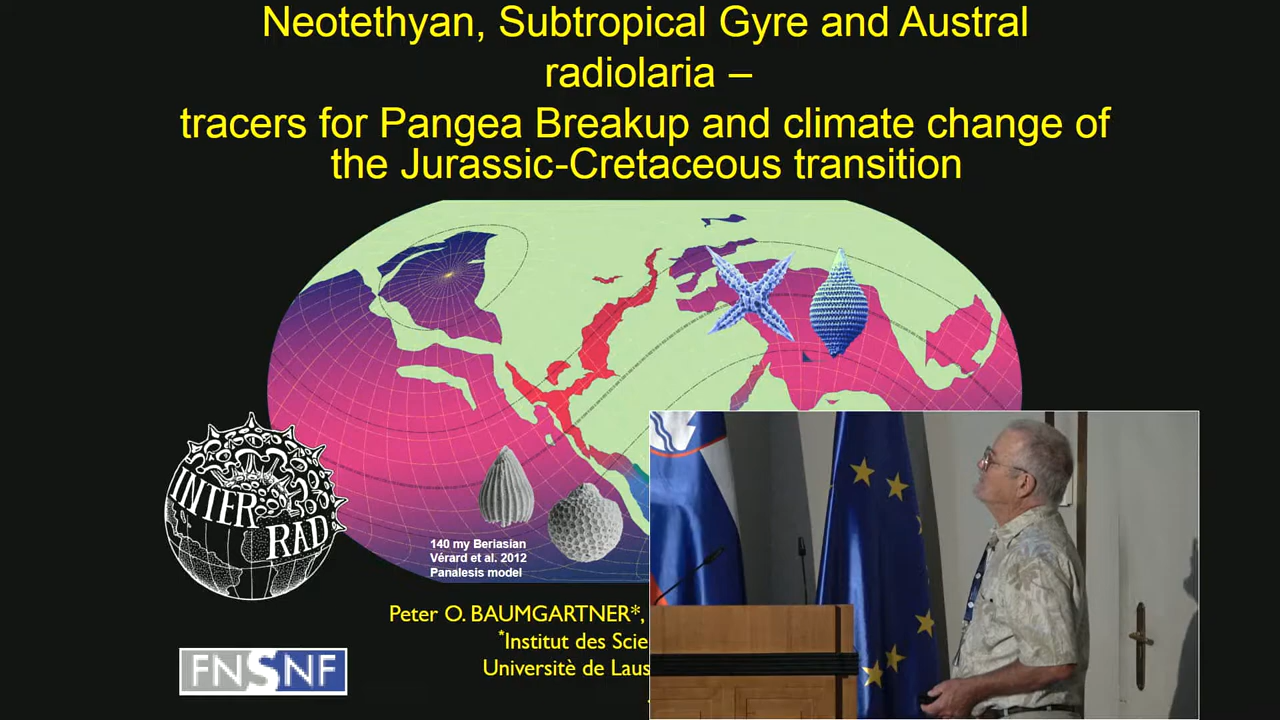 Neotethyan, Subtropical Gyre and Austral
radiolaria –
tracers for Pangea Breakup and climate change of
the Jurassic-Cretaceous transition
INTER
RAD
140 my Beriasian
Vérard et al. 2012
Panalesis model
Peter O. BAUMGARTNER*,
*Institut des Scie
Universitè de Laus
FNSNF